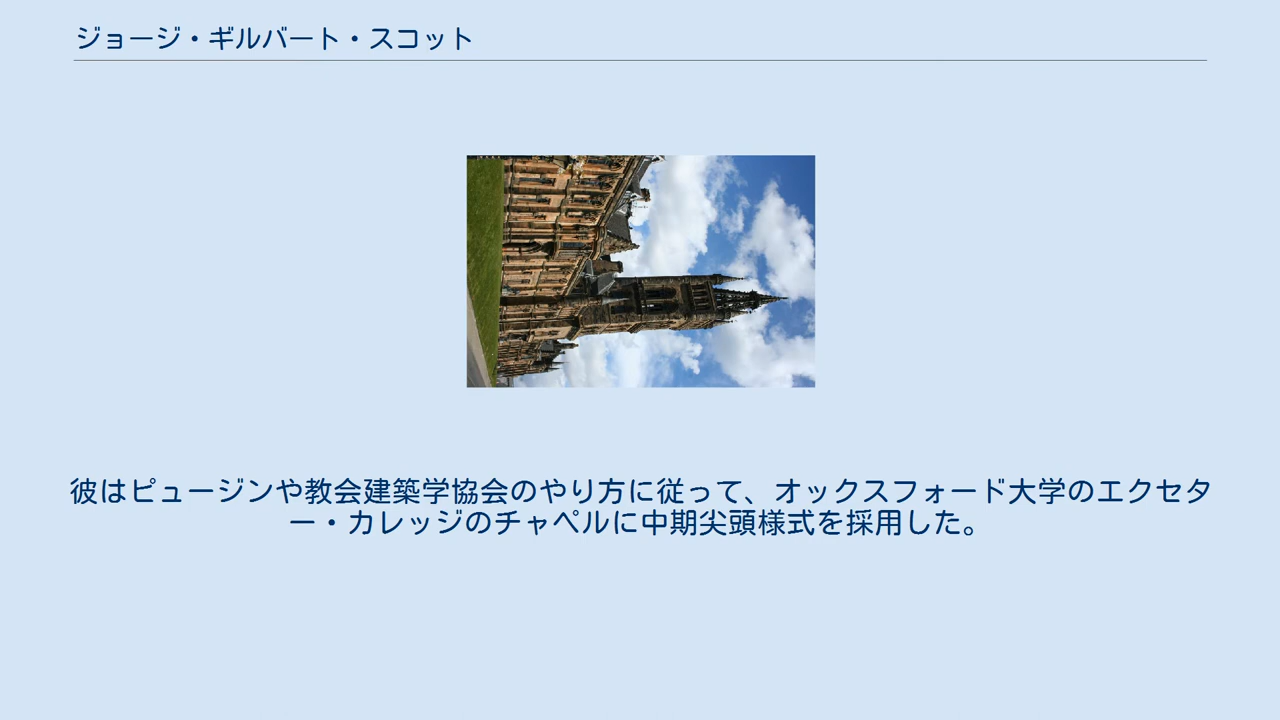 ジョージ・ギルバート・スコット
彼はピュージンや教会建築学協会のやり方に従って、オックスフォード大学のエクセタ
ー・カレッジのチャペルに中期尖頭様式を採用した。